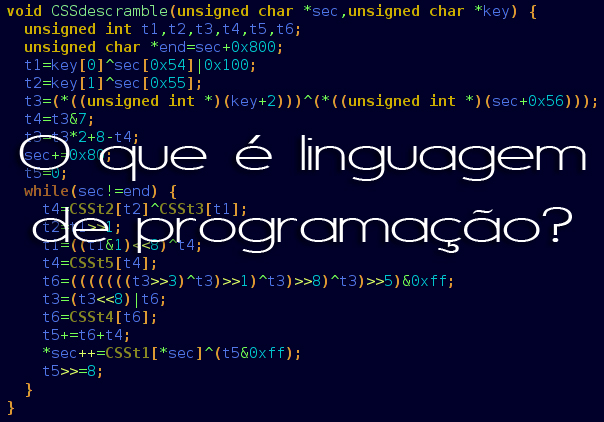 void CSSdescramble(unsigned char *sec,unsigned char *key) {
unsigned int t1,t2,t3,t4,t5,t6;
unsigned char *end=sec+0x800;
t1=key[0]^sec[0x54]|0x100;
t2=key[1]^sec[0x55];
t3=(*((unsigned int *)(key+2)))^(*((unsigned int *)(sec+0x56)));
t4=t3&7;
t3=t3*2+8-t4;
sec+=0x80;
t5=0;
O que é linguagem
while(sec!=end) {
t4=CSSt2[t2]^CSSt3[t1];
t2=t1>>1;
de programação?
t1=((t1&1)<<8)^t4;
t4=CSSt5[t4];
t6=(((((((t3>>3)^t3)>>1)^t3)>>8)^t3)>>5)&0xff;
t3=(t3<<8)|t6;
t6=CSSt4[t6];
t5+=t6+t4;
*sec++=CSSt1[*sec]^(t5&0xff);
t5>>=8;
}
}